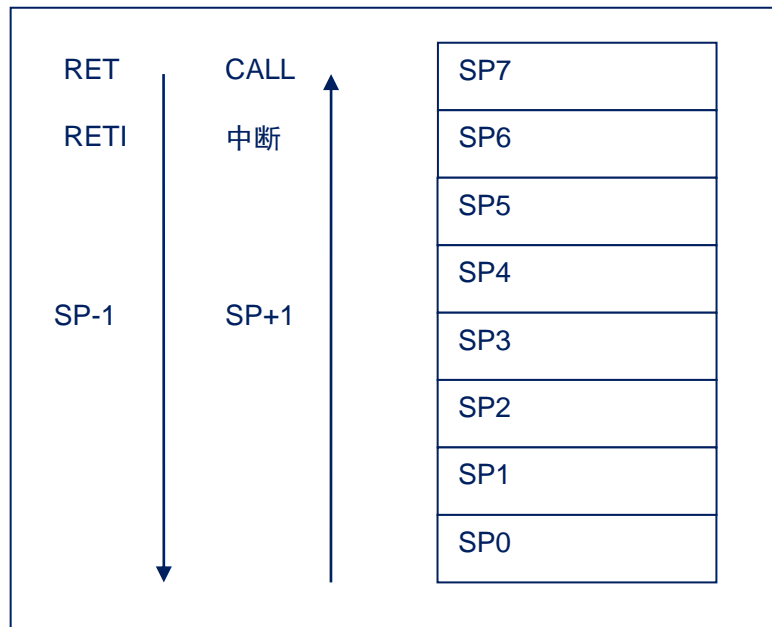 RET CALL SP7
RETI 中断 SP6
SP5
SP4
SP-1 SP+1 SP3
SP2
SP1
SP0